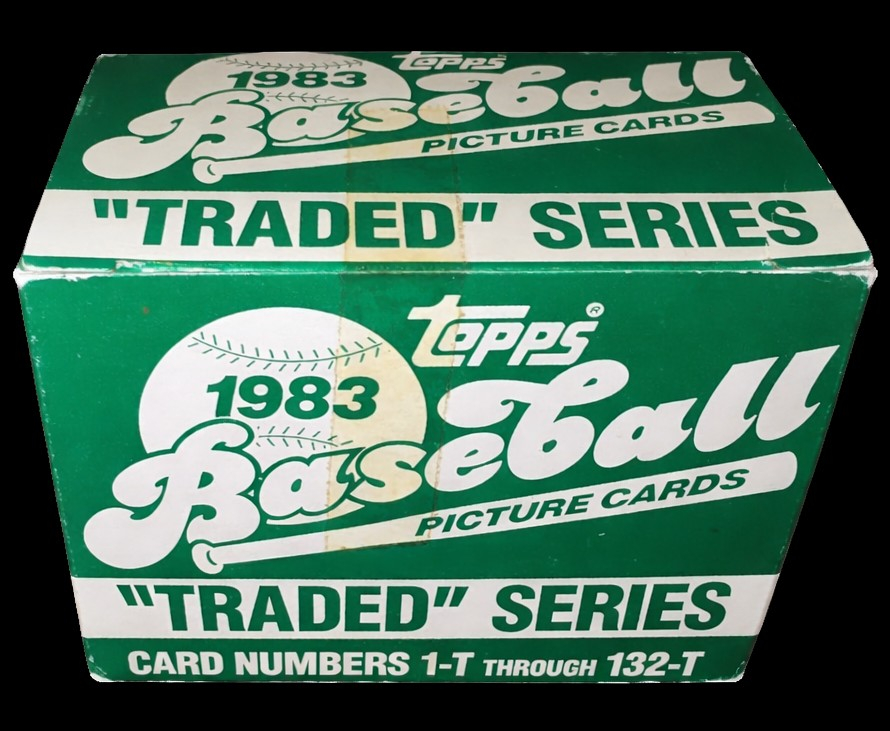 Topps
1983
Baseball
PICTURE CARDS
"TRADED" SERIES
Topps®
1983
Baseball
PICTURE CARDS
"TRADED" SERIES
CARD NUMBERS 1-T THROUGH 132-T